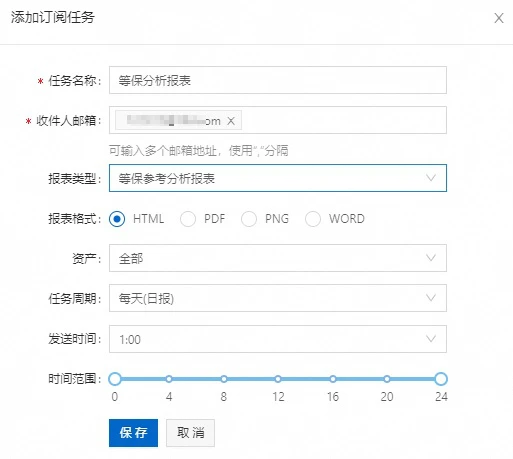 添加订阅任务
* 任务名称： 等保分析报表
* 收件人邮箱： om
可输入多个邮箱地址，使用","分隔
报表类型： 等保参考分析报表
报表格式： HTML PDF PNG WORD
资产： 全部
任务周期： 每天(日报)
发送时间： 1:00
时间范围：
0 4 8 12 16 20 24
保存 取消